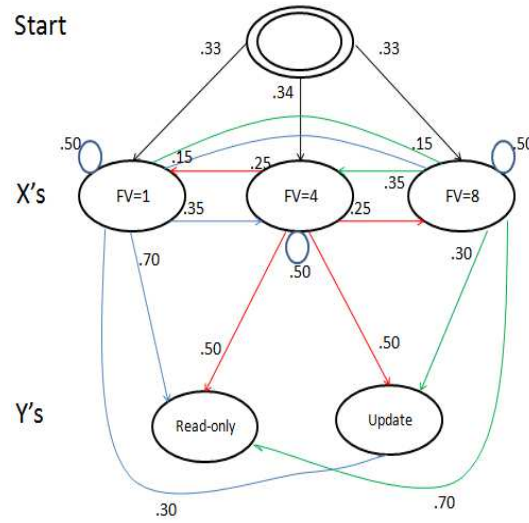 Start
.33
.33
.34
.50
.15
.25
.15
.50
.35
X's
FV=1
FV=4
FV=8
.35
.25
.50
.70
.30
.50
.50
Y's
Read-only
Update
.30
.70